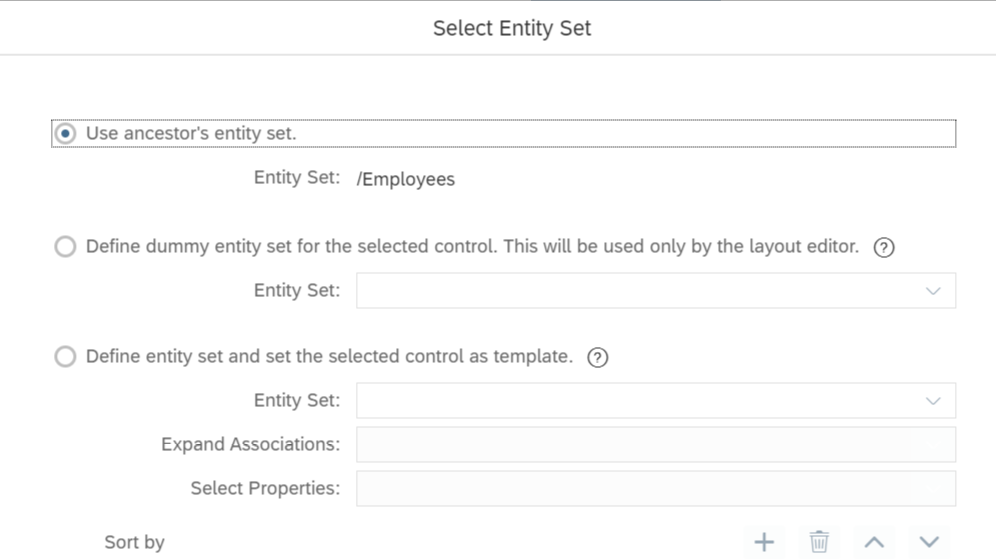 Select Entity Set
Use ancestor's entity set.
Entity Set: /Employees
Define dummy entity set for the selected control. This will be used only by the layout editor. ?
Entity Set:
Define entity set and set the selected control as template. ?
Entity Set:
Expand Associations:
Select Properties:
Sort by